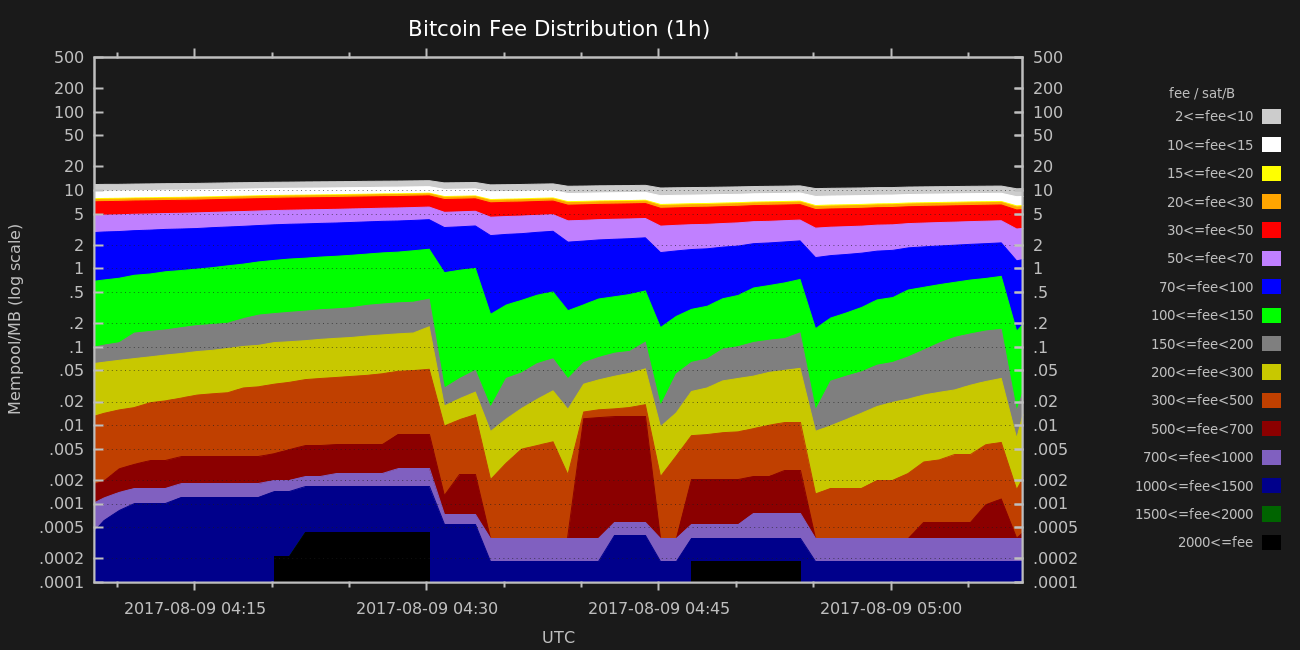 Bitcoin Fee Distribution (1h)
500 500
200 200
100 100
50 50
20 20
10 10
5 5
2 2
1 1
.5 .5
.2 .2
.1 .1
.05 .05
.02 .02
.01 .01
.005 .005
.002 .002
.001 .001
.0005 .0005
.0002 .0002
.0001 .0001
Mempool/MB (log scale)
2017-08-09 04:15 2017-08-09 04:30 2017-08-09 04:45 2017-08-09 05:00
UTC
fee / sat/B
2<=fee<10
10<=fee<15
15<=fee<20
20<=fee<30
30<=fee<50
50<=fee<70
70<=fee<100
100<=fee<150
150<=fee<200
200<=fee<300
300<=fee<500
500<=fee<700
700<=fee<1000
1000<=fee<1500
1500<=fee<2000
2000<=fee